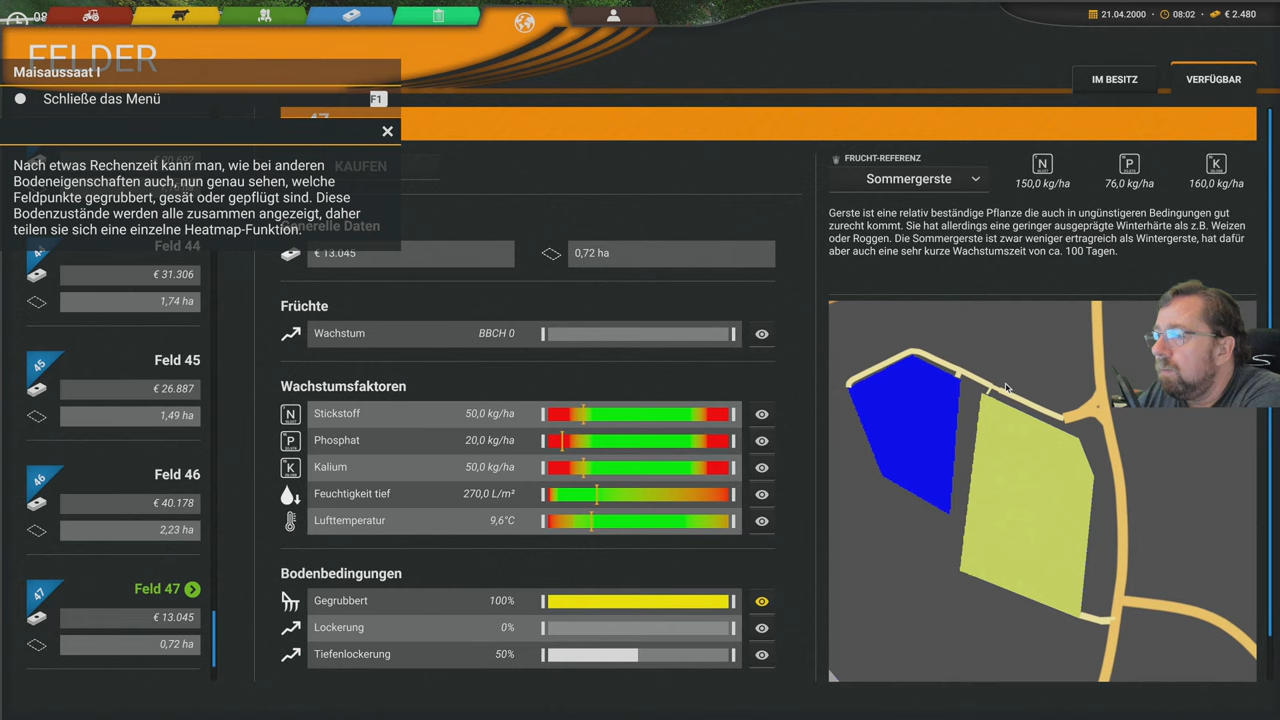 08
21.04.2000
08:02
€ 2.480
FELDER
Maisaussaat I
Schließe das Menü
F1
IM BESITZ
VERFÜGBAR
Nach etwas Rechenzeit kann man, wie bei anderen
Bodeneigenschaften auch, nun genau sehen, welche
Feldpunkte gegrubbert, gesät oder gepflügt sind. Diese
Bodenzustände werden alle zusammen angezeigt, daher
teilen sie sich eine einzelne Heatmap-Funktion.
KAUFEN
Feld 44
€ 31.306
1,74 ha
45
Feld 45
€ 26.887
1,49 ha
46
Feld 46
€ 40.178
2,23 ha
47
Feld 47
€ 13.045
0,72 ha
Generelle Daten
€ 13.045
0,72 ha
Früchte
Wachstum
BBCH 0
Wachstumsfaktoren
N
Stickstoff
50,0 kg/ha
P
Phosphat
20,0 kg/ha
K
Kalium
50,0 kg/ha
Feuchtigkeit tief
270,0 L/m²
Lufttemperatur
9,6°C
Bodenbedingungen
Gegrubbert
100%
Lockerung
0%
Tiefenlockerung
50%
FRUCHT-REFERENZ
Sommergerste
N
150,0 kg/ha
P
76,0 kg/ha
K
160,0 kg/ha
Gerste ist eine relativ beständige Pflanze die auch in ungünstigeren Bedingungen gut
zurecht kommt. Sie hat allerdings eine geringer ausgeprägte Winterhärte als z.B. Weizen
oder Roggen. Die Sommergerste ist zwar weniger ertragreich als Wintergerste, hat dafür
aber auch eine sehr kurze Wachstumszeit von ca. 100 Tagen.